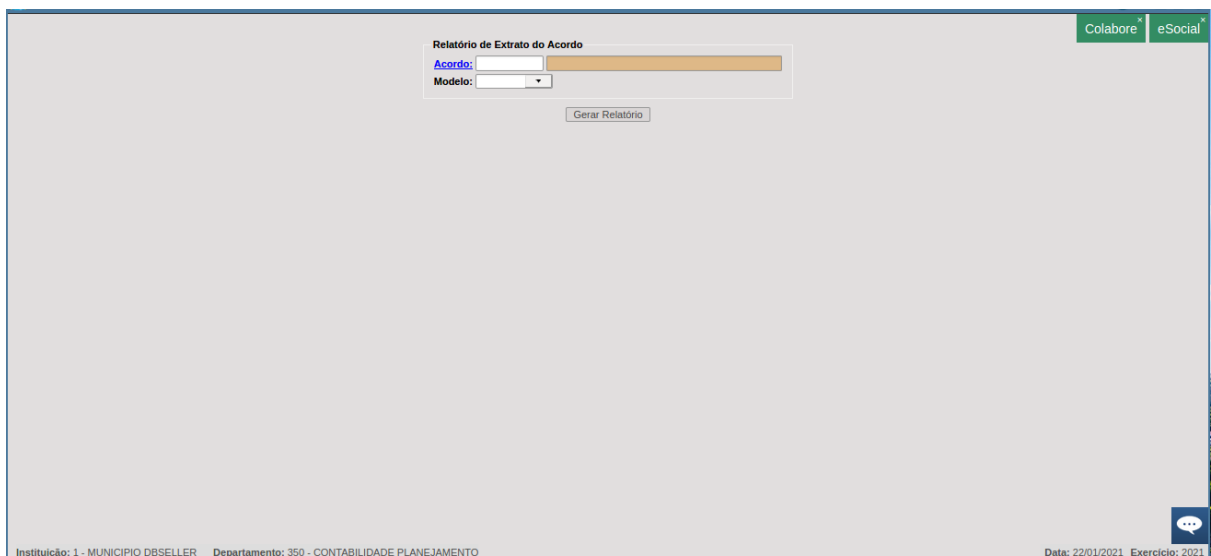 Colabore × eSocial ×
Relatório de Extrato do Acordo
Acordo:
Modelo:
Gerar Relatório
Instituição: 1 - MUNICIPIO DBSELLER Departamento: 350 - CONTABILIDADE PLANEJAMENTO Data: 22/01/2021 Exercício: 2021